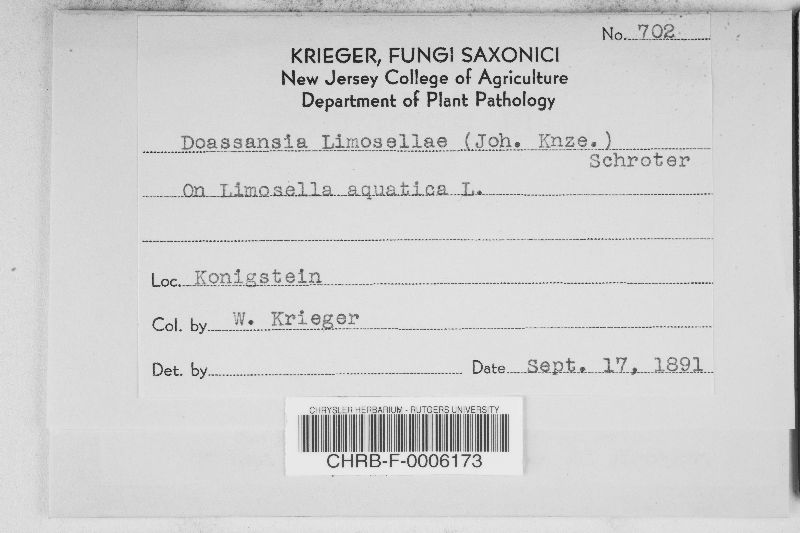 No. 702
KRIEGER, FUNGI SAXONICI
New Jersey College of Agriculture
Department of Plant Pathology
Doassansia Limosellae (Joh. Knze.)
Schroter
On Limosella aquatica L.
Loc. Konigstein
Col. by W. Krieger
Det. by Date Sept. 17, 1891
CHRYSLER HERBARIUM - RUTGERS UNIVERSITY
CHRB-F-0006173